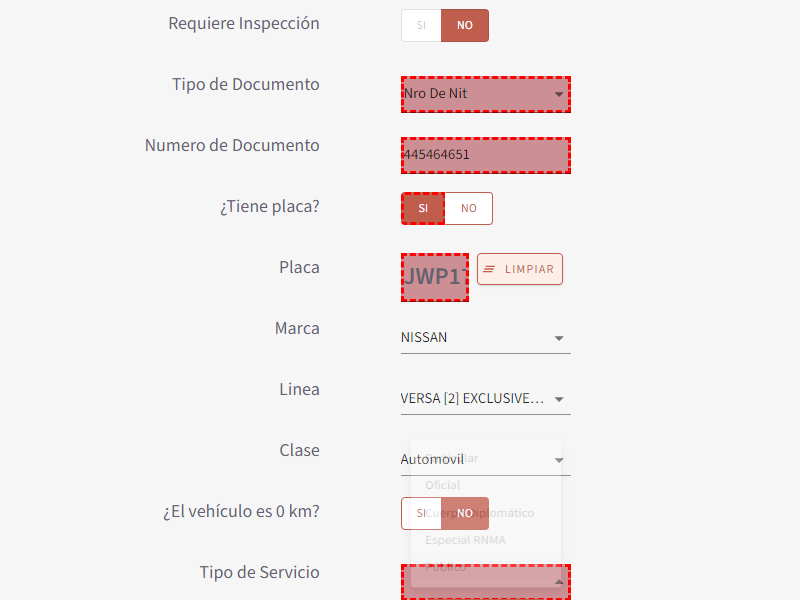 Requiere Inspección SI NO
Tipo de Documento Nro De Nit
Numero de Documento 445464651
¿Tiene placa? SI NO
Placa JWP1 LIMPIAR
Marca NISSAN
Linea VERSA [2] EXCLUSIVE...
Clase Automovil
Particular
Oficial
¿El vehículo es 0 km? SI NO
Cuerpo Diplomático
Especial RNMA
Público
Tipo de Servicio